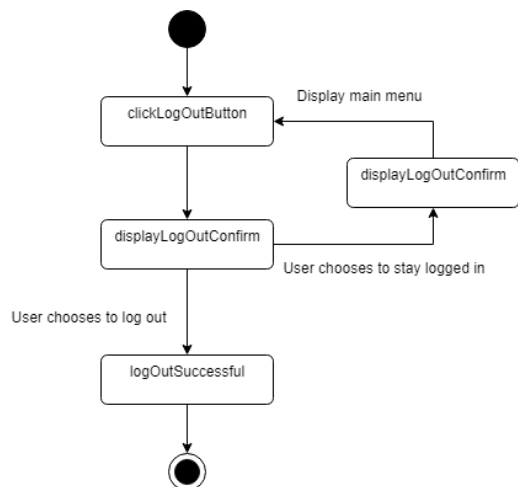 Display main menu
clickLogOutButton
displayLogOutConfirm
displayLogOutConfirm
User chooses to stay logged in
User chooses to log out
logOutSuccessful